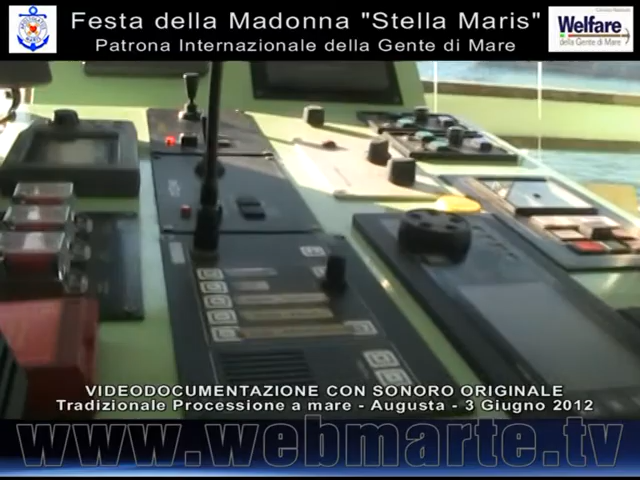 Festa della Madonna "Stella Maris"
Patrona Internazionale della Gente di Mare
Welfare
della Gente di Mare
VIDEODOCUMENTAZIONE CON SONORO ORIGINALE
Tradizionale Processione a mare - Augusta - 3 Giugno 2012
www.webmarte.tv